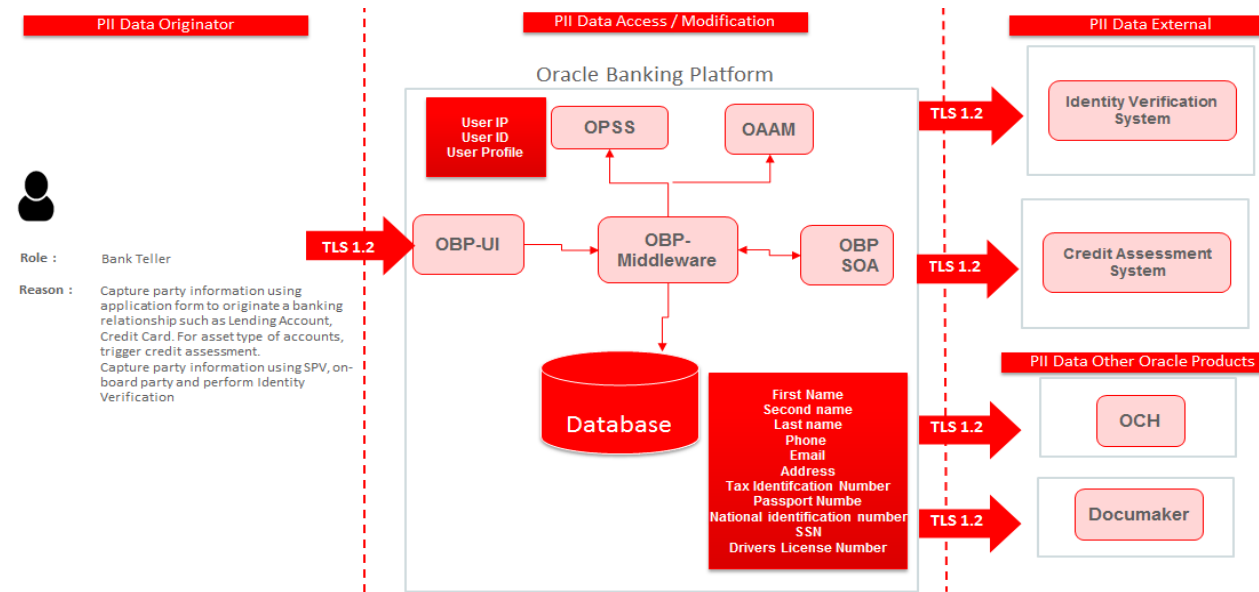 PII Data Originator
PII Data Access / Modification
PII Data External
Oracle Banking Platform
User IP
User ID
User Profile
OPSS
OAAM
TLS 1.2
Identity Verification
System
TLS 1.2
OBP-UI
OBP-
Middleware
OBP
SOA
TLS 1.2
Credit Assessment
System
Role :
Bank Teller
Reason :
Capture party information using
application form to originate a banking
relationship such as Lending Account,
Credit Card. For asset type of accounts,
trigger credit assessment.
Capture party information using SPV, on-
board party and perform Identity
Verification
Database
First Name
Second name
Last name
Phone
Email
Address
Tax Identifcation Number
Passport Numbe
National identification number
SSN
Drivers License Number
PII Data Other Oracle Products
TLS 1.2
OCH
TLS 1.2
Documaker